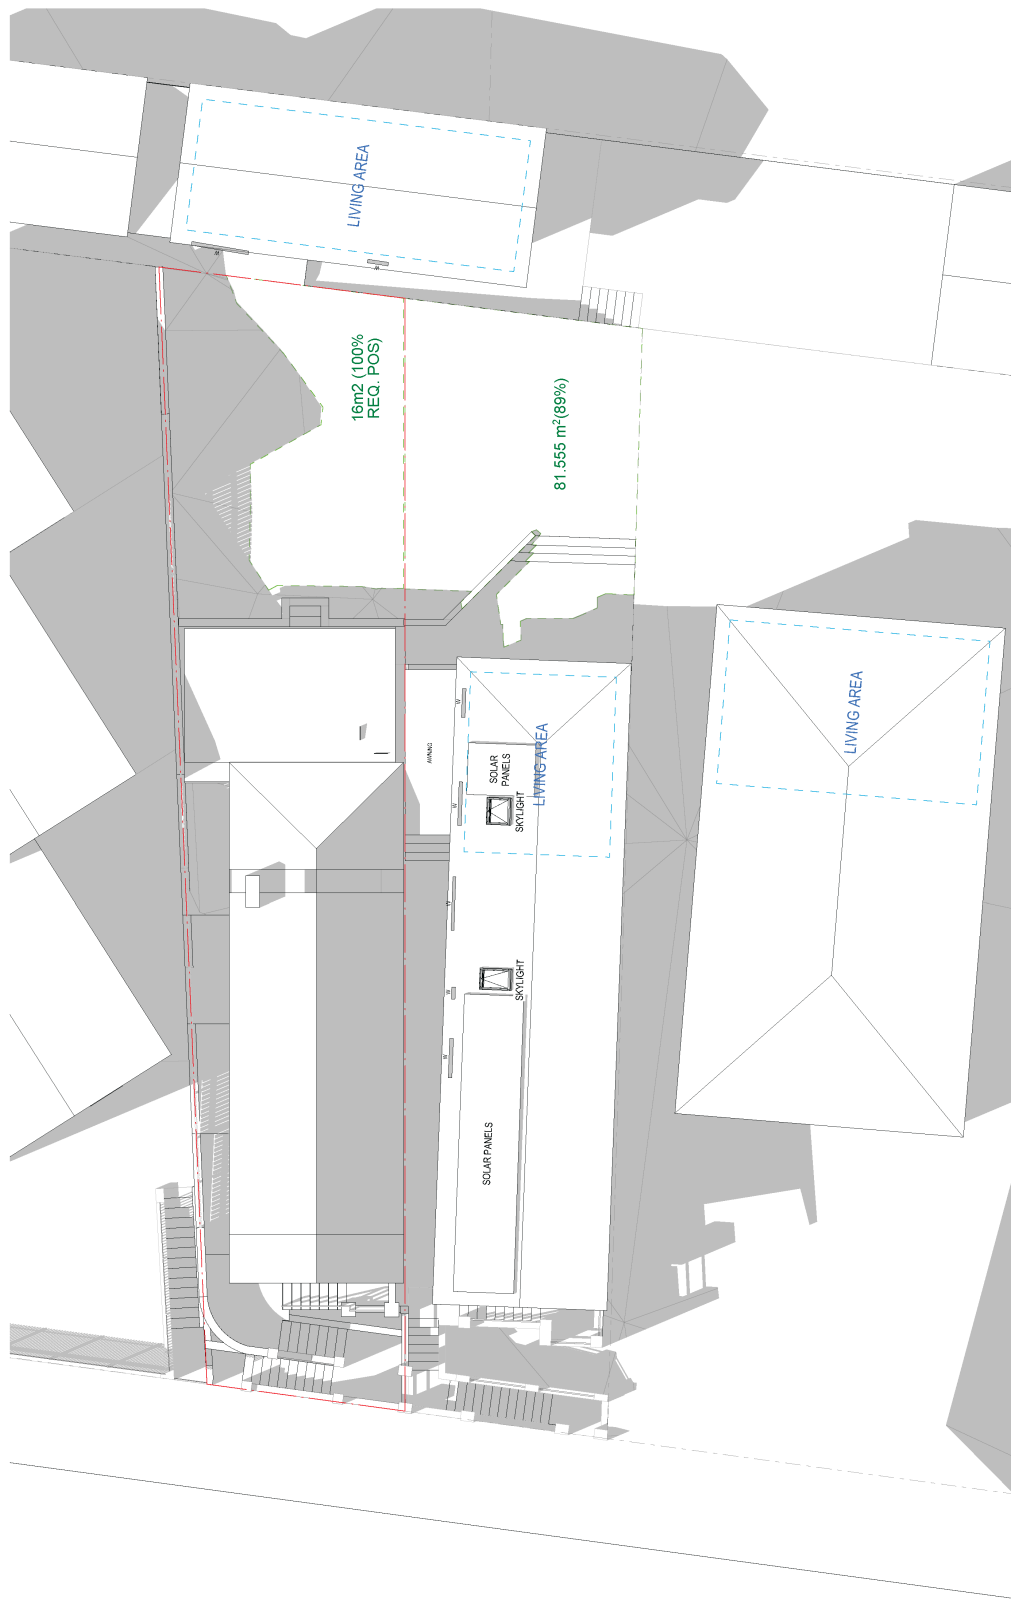 LIVING AREA
W
W
16m2 (100%
REQ. POS)
81.555 m²(89%)
AWNING
W
SOLAR
PANELS
LIVING AREA
LIVING AREA
W
SKYLIGHT
W
SKYLIGHT
W
W
SOLAR PANELS